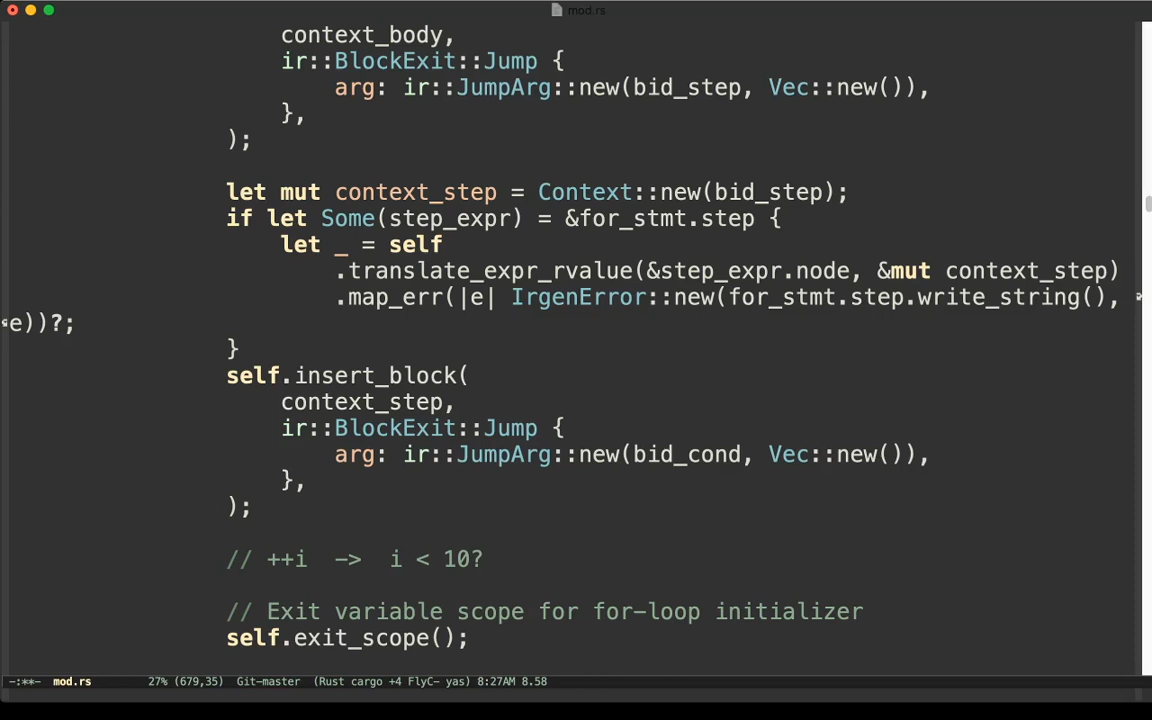 mod.rs
context_body,
ir::BlockExit::Jump {
arg: ir::JumpArg::new(bid_step, Vec::new()),
},
);
let mut context_step = Context::new(bid_step);
if let Some(step_expr) = &for_stmt.step {
let _ = self
.translate_expr_rvalue(&step_expr.node, &mut context_step)
.map_err(|e| IrgenError::new(for_stmt.step.write_string(),
e))?;
}
self.insert_block(
context_step,
ir::BlockExit::Jump {
arg: ir::JumpArg::new(bid_cond, Vec::new()),
},
);
// ++i  ->  i < 10?
// Exit variable scope for for-loop initializer
self.exit_scope();
-:**-  mod.rs  27% (679,35)  Git-master  (Rust cargo +4 FlyC- yas) 8:27AM 8.58